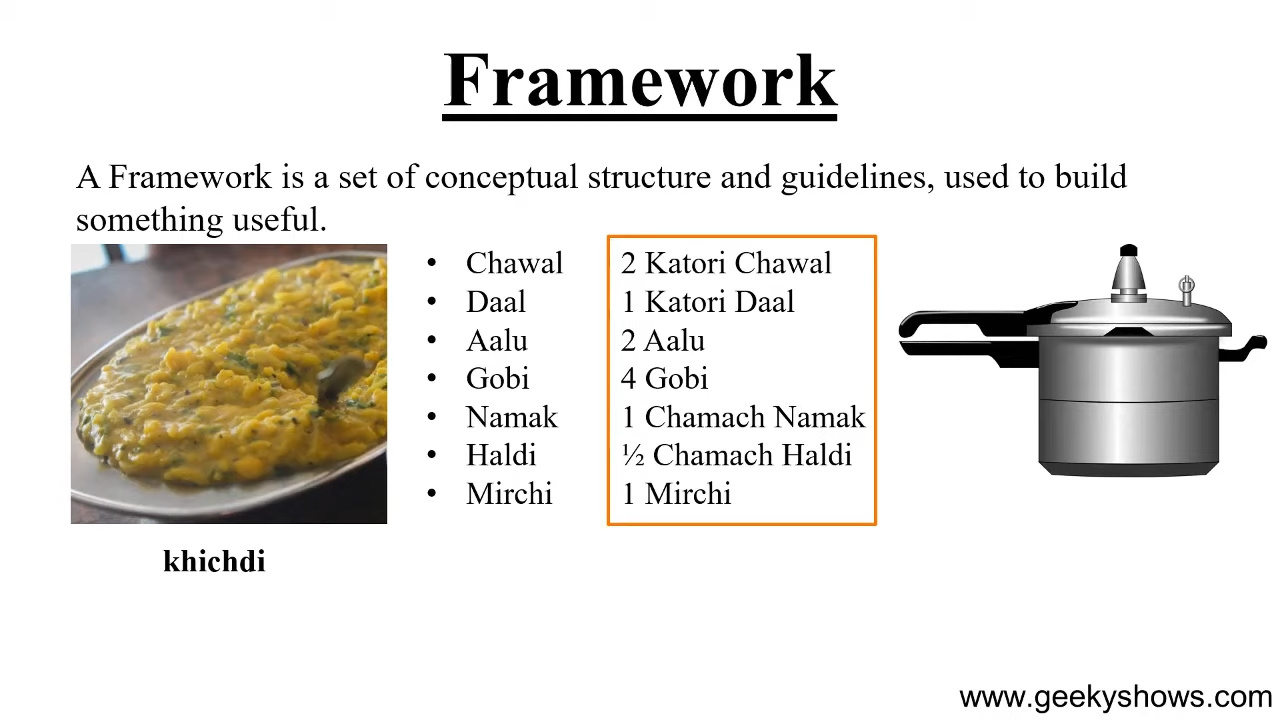 Framework
A Framework is a set of conceptual structure and guidelines, used to build
something useful.
• Chawal
• Daal
• Aalu
• Gobi
• Namak
• Haldi
• Mirchi
2 Katori Chawal
1 Katori Daal
2 Aalu
4 Gobi
1 Chamach Namak
½ Chamach Haldi
1 Mirchi
khichdi
www.geekyshows.com